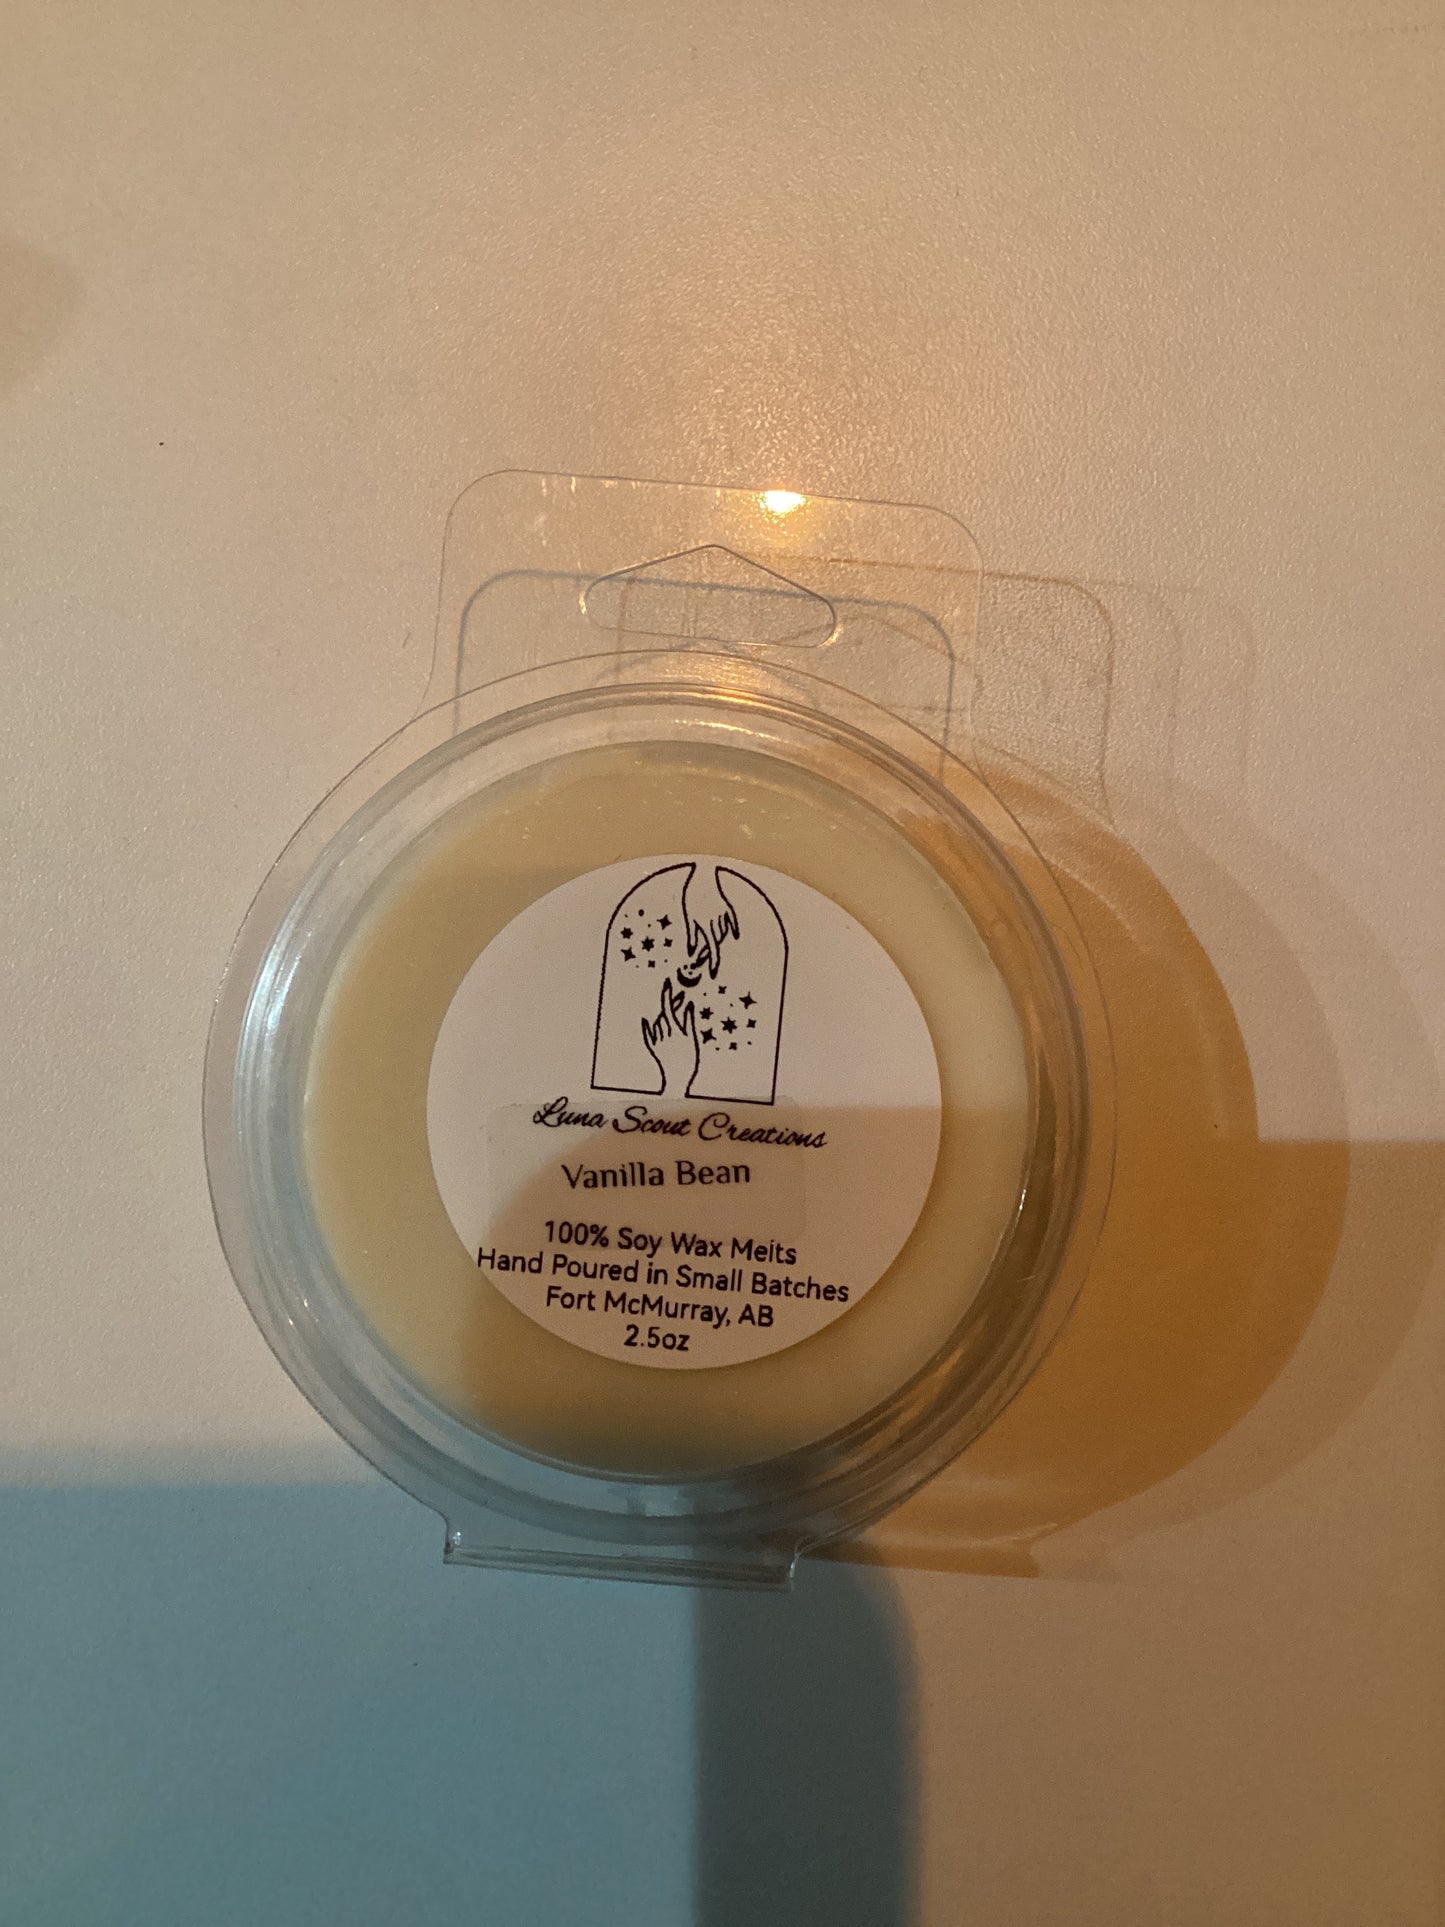 Luna Scout Creations
Vanilla Bean
100% Soy Wax Melts
Hand Poured in Small Batches
Fort McMurray, AB
2.5oz